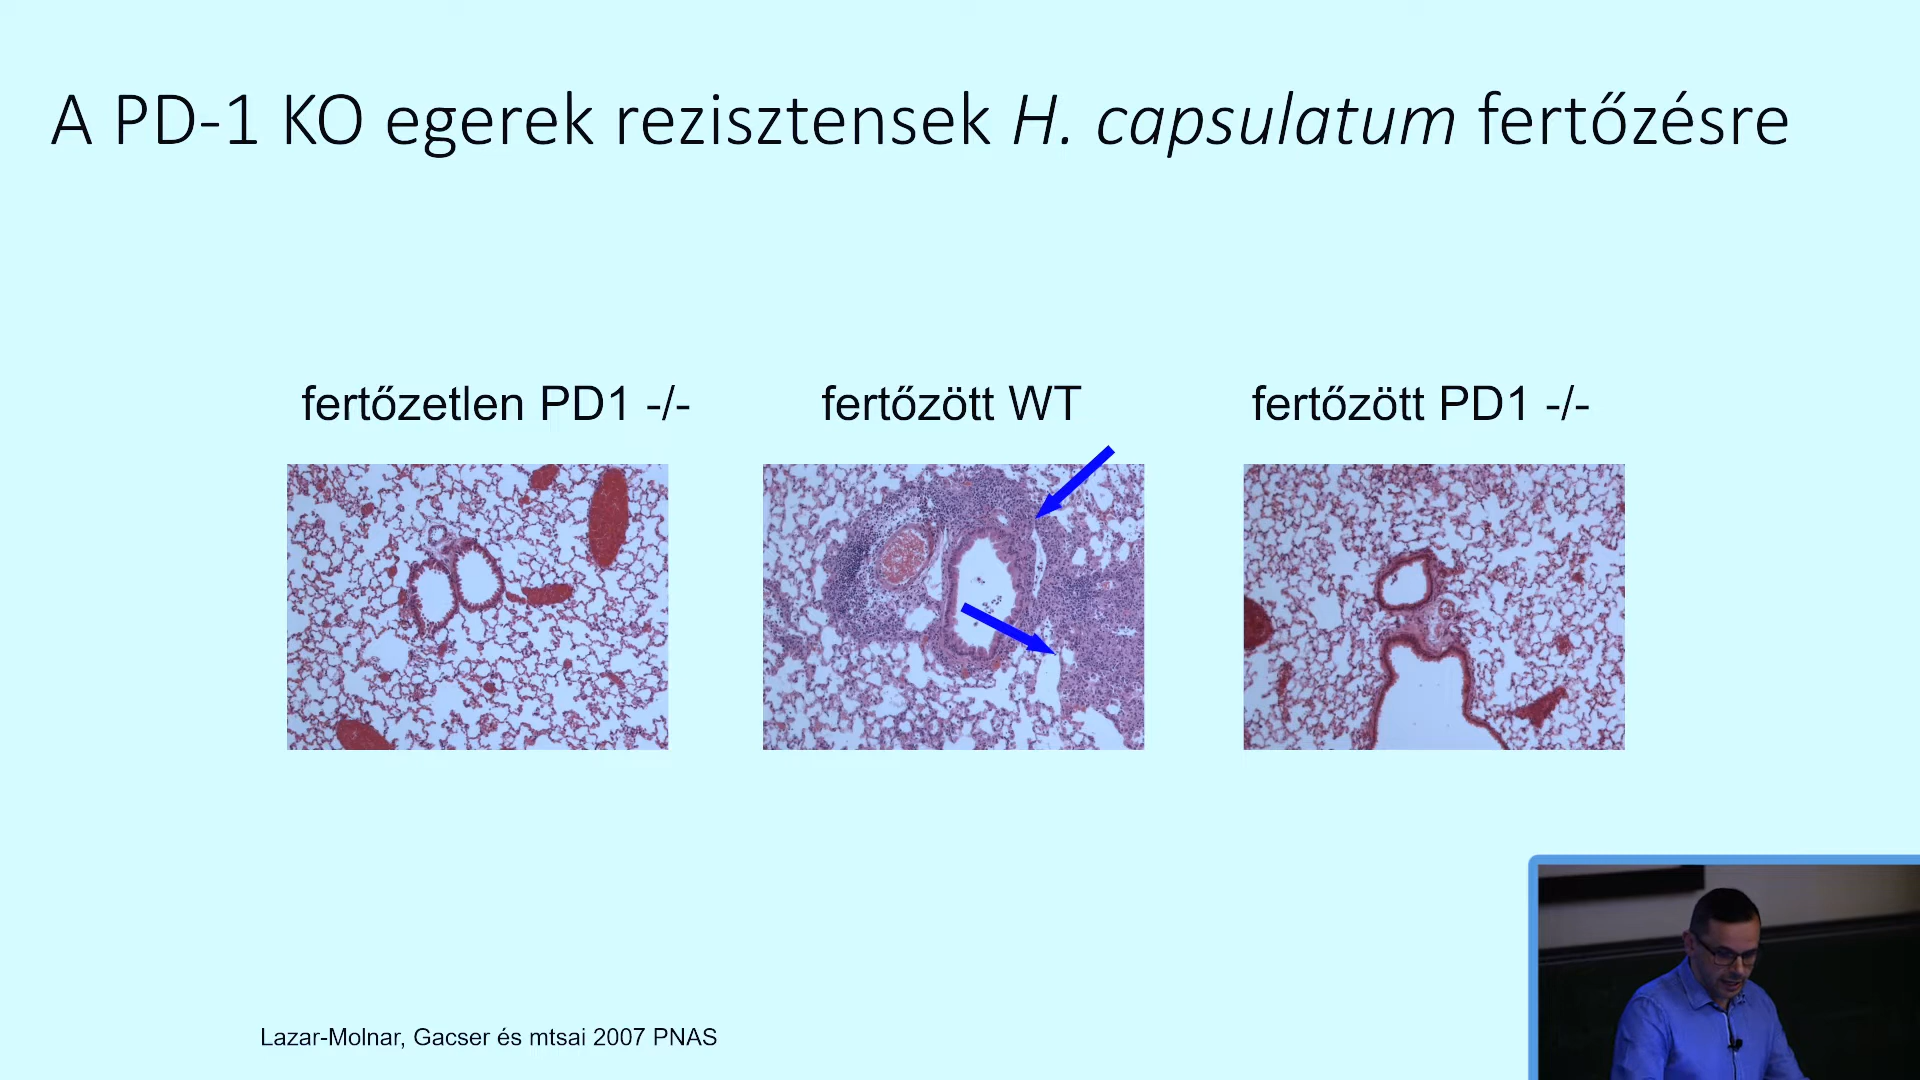 A PD-1 KO egerek rezisztensek H. capsulatum fertőzésre
fertőzetlen PD1 -/-
fertőzött WT
fertőzött PD1 -/-
Lazar-Molnar, Gacser és mtsai 2007 PNAS